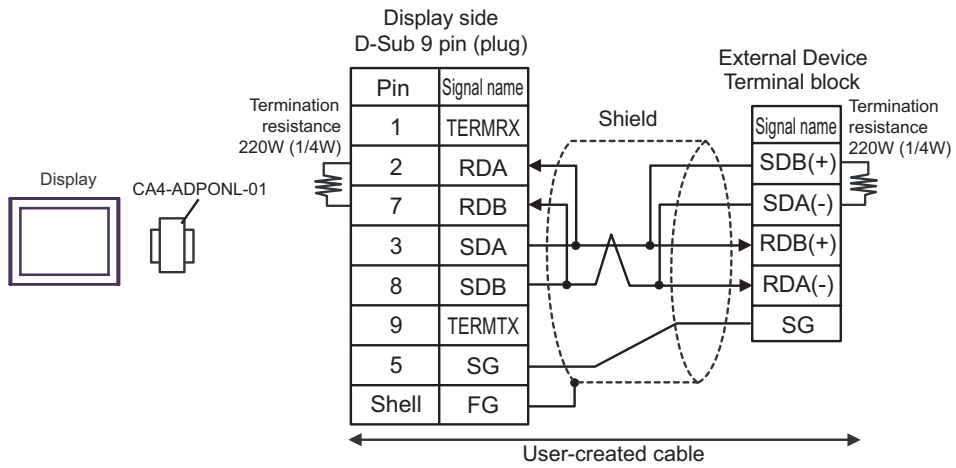 Display side
D-Sub 9 pin (plug)
External Device
Terminal block
Termination
resistance
220W (1/4W)
Pin Signal name
1 TERMRX
2 RDA
7 RDB
3 SDA
8 SDB
9 TERMTX
5 SG
Shell FG
Shield
Signal name
SDB(+)
SDA(-)
RDB(+)
RDA(-)
SG
Termination
resistance
220W (1/4W)
Display
CA4-ADPONL-01
User-created cable